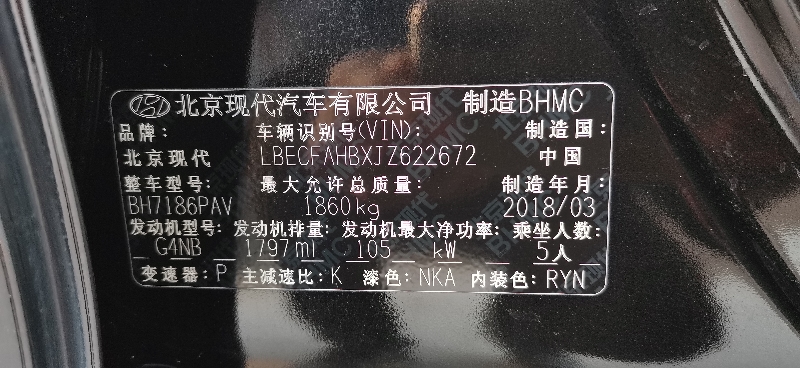 北京现代汽车有限公司 制造BHMC
品牌: 车辆识别号(VIN): 制造国:
北京现代 LBECFAHBXJZ622672 中国
整车型号: 最大允许总质量: 制造年月:
BH7186PAV 1860kg 2018/03
发动机型号: 发动机排量: 发动机最大净功率: 乘坐人数:
G4NB 1797ml 105 kW 5人
变速器: P 主减速比: K 漆色: NKA 内装色: RYN